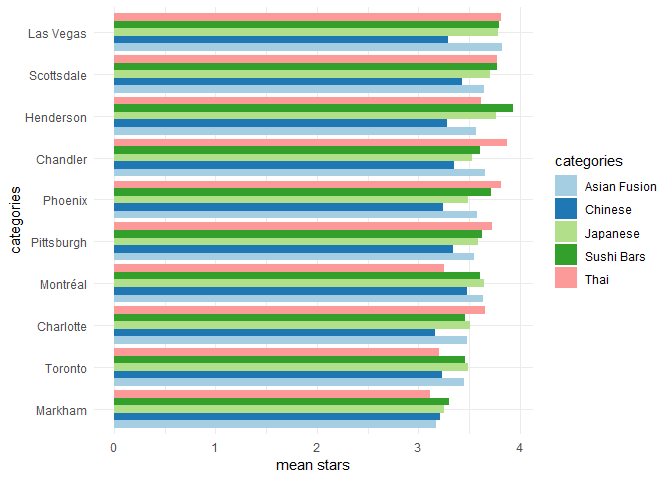 Las Vegas
Scottsdale
Henderson
Chandler
Phoenix
Pittsburgh
Montréal
Charlotte
Toronto
Markham
categories
0 1 2 3 4
mean stars
categories
Asian Fusion
Chinese
Japanese
Sushi Bars
Thai